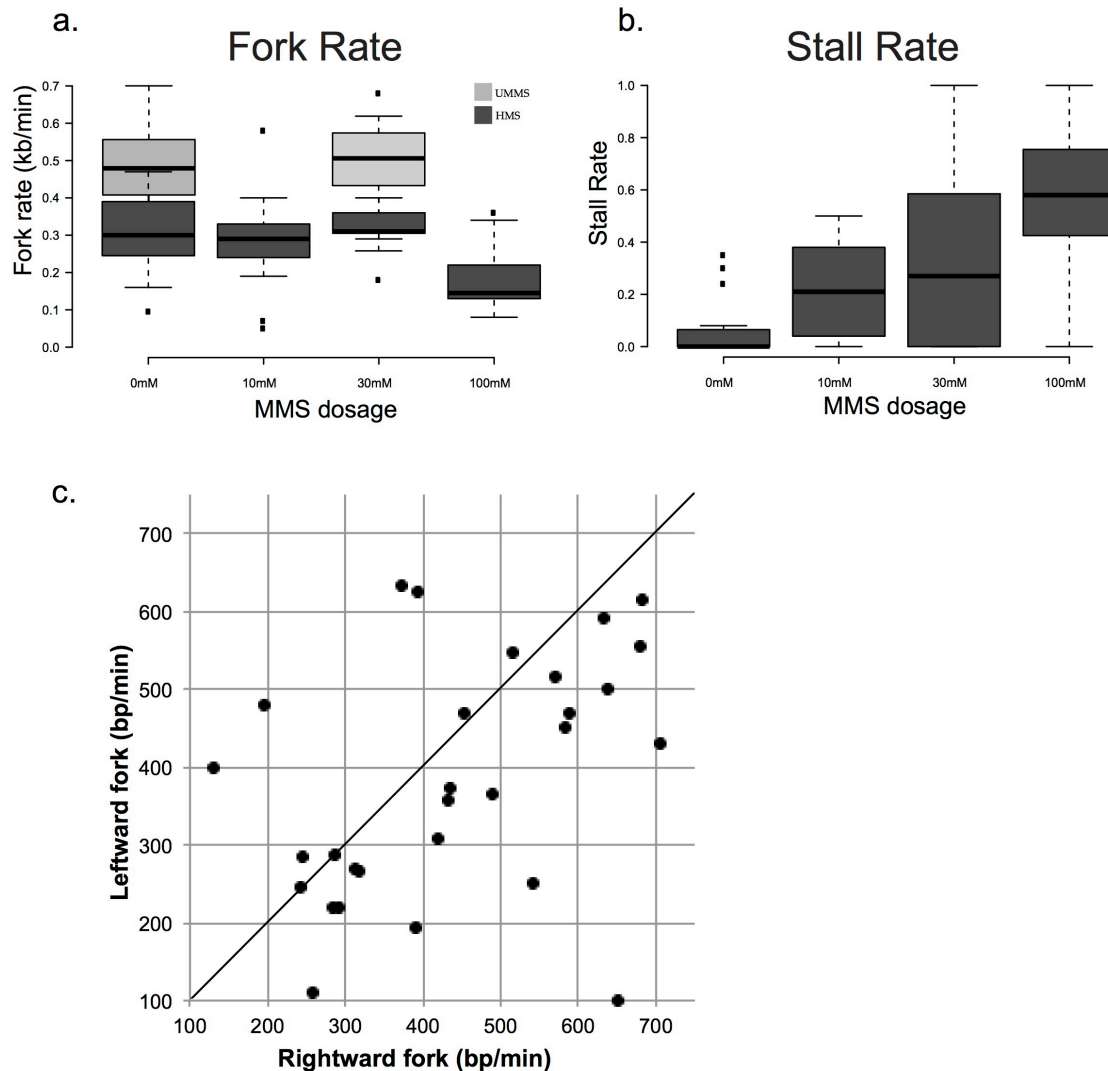 a.
Fork Rate
Fork rate (kb/min)
0.7
0.6
0.5
0.4
0.3
0.2
0.1
0.0
UMMS
HMS
0mM 10mM 30mM 100mM
MMS dosage
b.
Stall Rate
Stall Rate
1.0
0.8
0.6
0.4
0.2
0.0
0mM 10mM 30mM 100mM
MMS dosage
c.
Leftward fork (bp/min)
700
600
500
400
300
200
100
100 200 300 400 500 600 700
Rightward fork (bp/min)